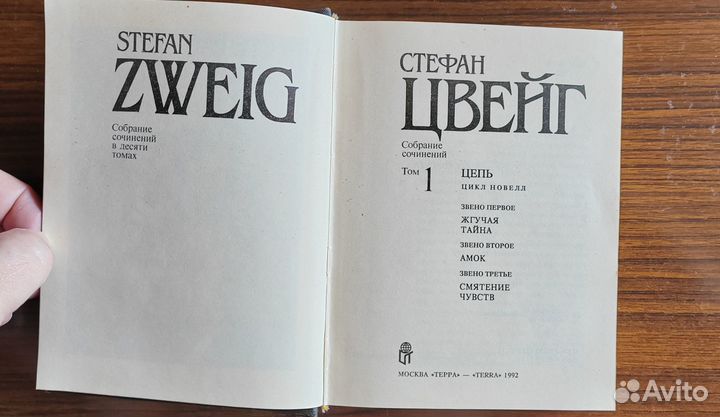 STEFAN
ZWEIG
Собрание
сочинений
в десяти
томах
СТЕФАН
ЦВЕЙГ
Собрание
сочинений
Том 1
ЦЕПЬ
ЦИКЛ НОВЕЛЛ
ЗВЕНО ПЕРВОЕ
ЖГУЧАЯ
ТАЙНА
ЗВЕНО ВТОРОЕ
АМОК
ЗВЕНО ТРЕТЬЕ
СМЯТЕНИЕ
ЧУВСТВ
МОСКВА «ТЕРРА» — «TERRA» 1992
Avito